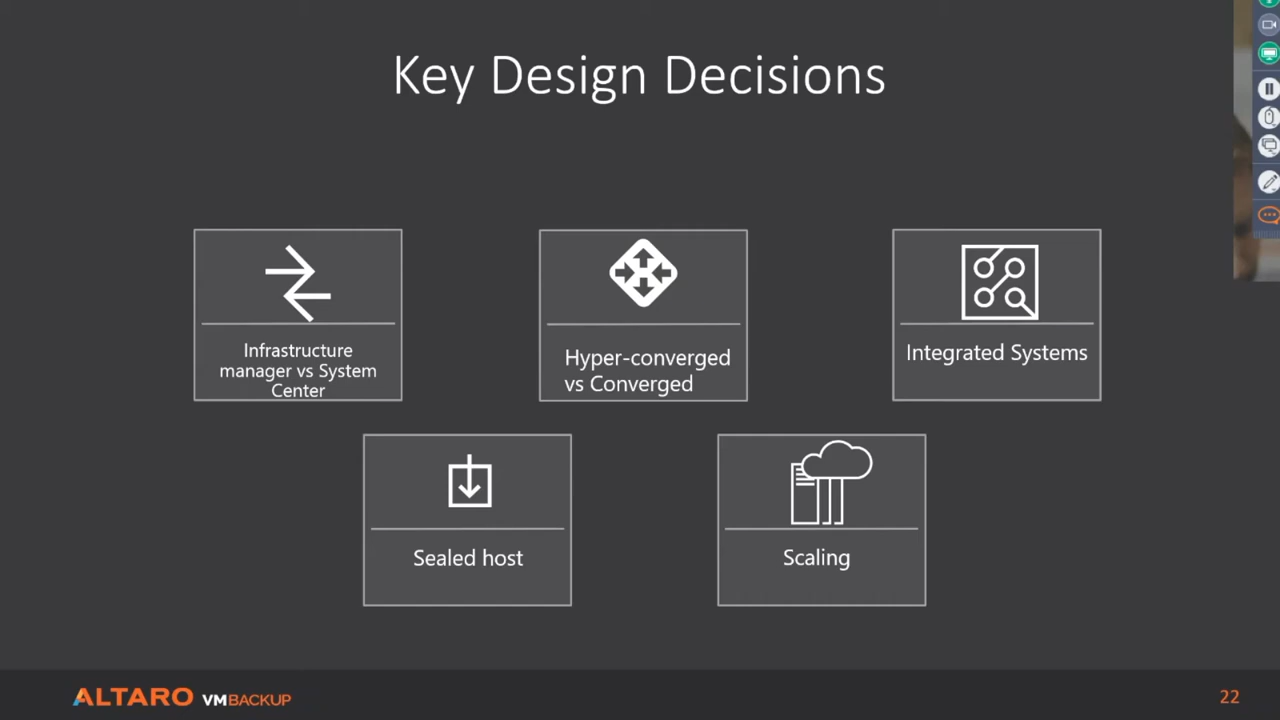 Key Design Decisions
Infrastructure
manager vs System
Center
Hyper-converged
vs Converged
Integrated Systems
Sealed host
Scaling
ALTARO VMBACKUP
22